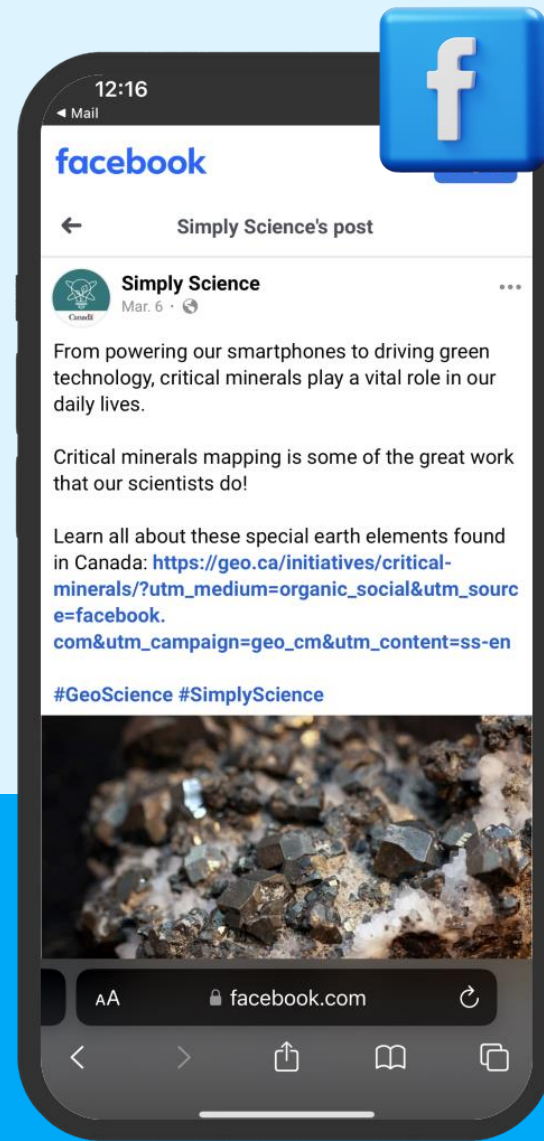 12:16
◄ Mail
f
facebook
Simply Science's post
Simply Science
Mar. 6 ·
Canada
From powering our smartphones to driving green
technology, critical minerals play a vital role in our
daily lives.
Critical minerals mapping is some of the great work
that our scientists do!
Learn all about these special earth elements found
in Canada: https://geo.ca/initiatives/critical-
minerals/?utm_medium=organic_social&utm_sourc
e=facebook.
com&utm_campaign=geo_cm&utm_content=ss-en
#GeoScience #SimplyScience
AA
facebook.com